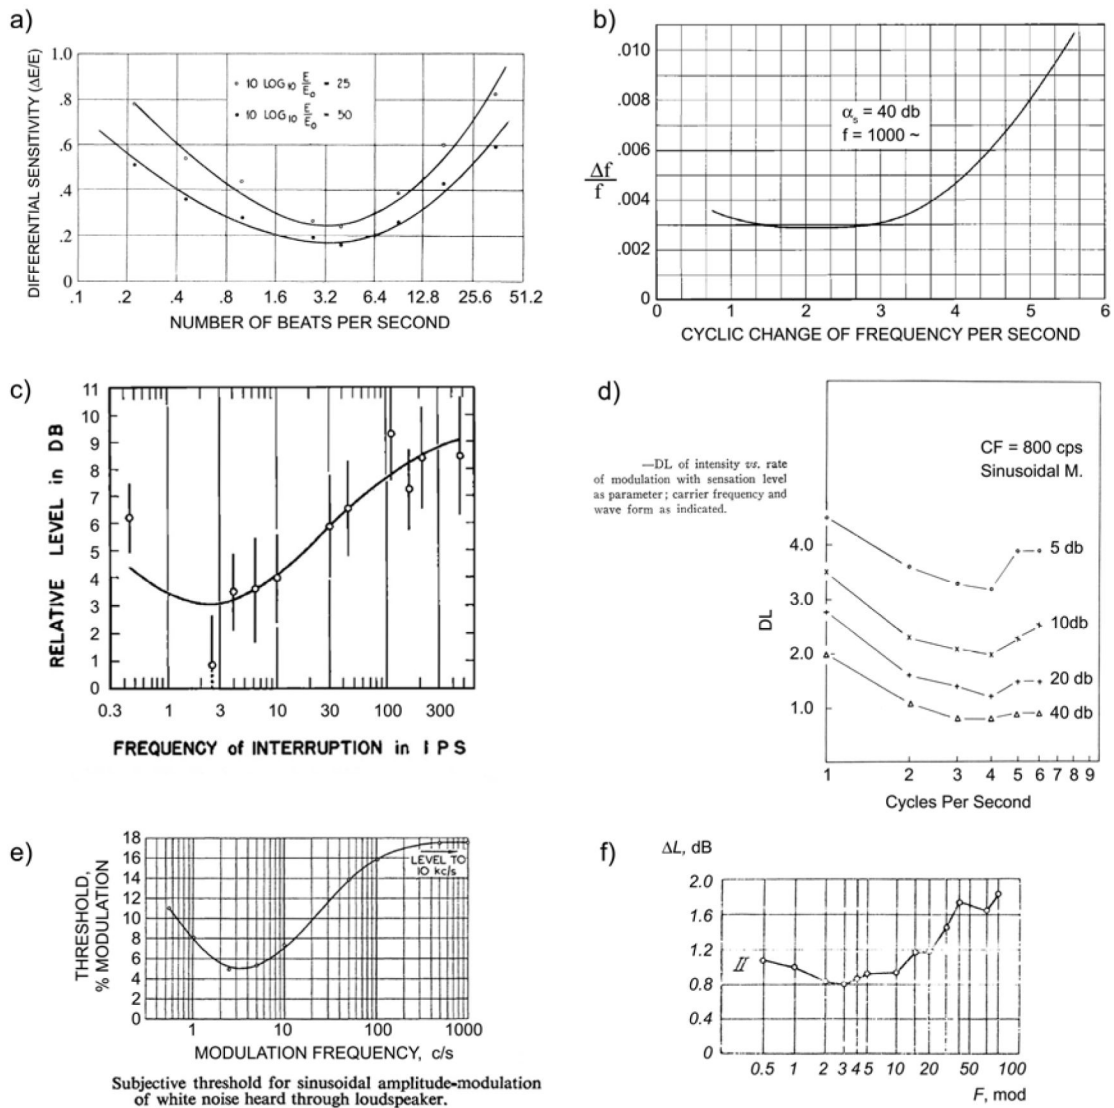 a)
DIFFERENTIAL SENSITIVITY (ΔE/E)
1.0
.8
.6
.4
.2
0
10 LOG10 E/E0 = 25
10 LOG10 E/E0 = 50
.1 .2 .4 .8 1.6 3.2 6.4 12.8 25.6 51.2
NUMBER OF BEATS PER SECOND
b)
Δf/f
.010
.008
.006
.004
.002
0
αs = 40 db
f = 1000 ~
0 1 2 3 4 5 6
CYCLIC CHANGE OF FREQUENCY PER SECOND
c)
RELATIVE LEVEL in DB
11
10
9
8
7
6
5
4
3
2
1
0
0.3 1 3 10 30 100 300
FREQUENCY of INTERRUPTION in I P S
d)
—DL of intensity vs. rate
of modulation with sensation level
as parameter; carrier frequency and
wave form as indicated.
CF = 800 cps
Sinusoidal M.
DL
4.0
3.0
2.0
1.0
5 db
10db
20 db
40 db
1 2 3 4 5 6 7 8 9
Cycles Per Second
e)
THRESHOLD,
% MODULATION
18
16
14
12
10
8
6
4
2
0
LEVEL TO
10 kc/s
1 10 100 1000
MODULATION FREQUENCY, c/s
Subjective threshold for sinusoidal amplitude-modulation
of white noise heard through loudspeaker.
f)
ΔL, dB
2.0
1.6
1.2
0.8
0.4
0
II
0.5 1 2 3 4 5 10 20 50 100
F, mod